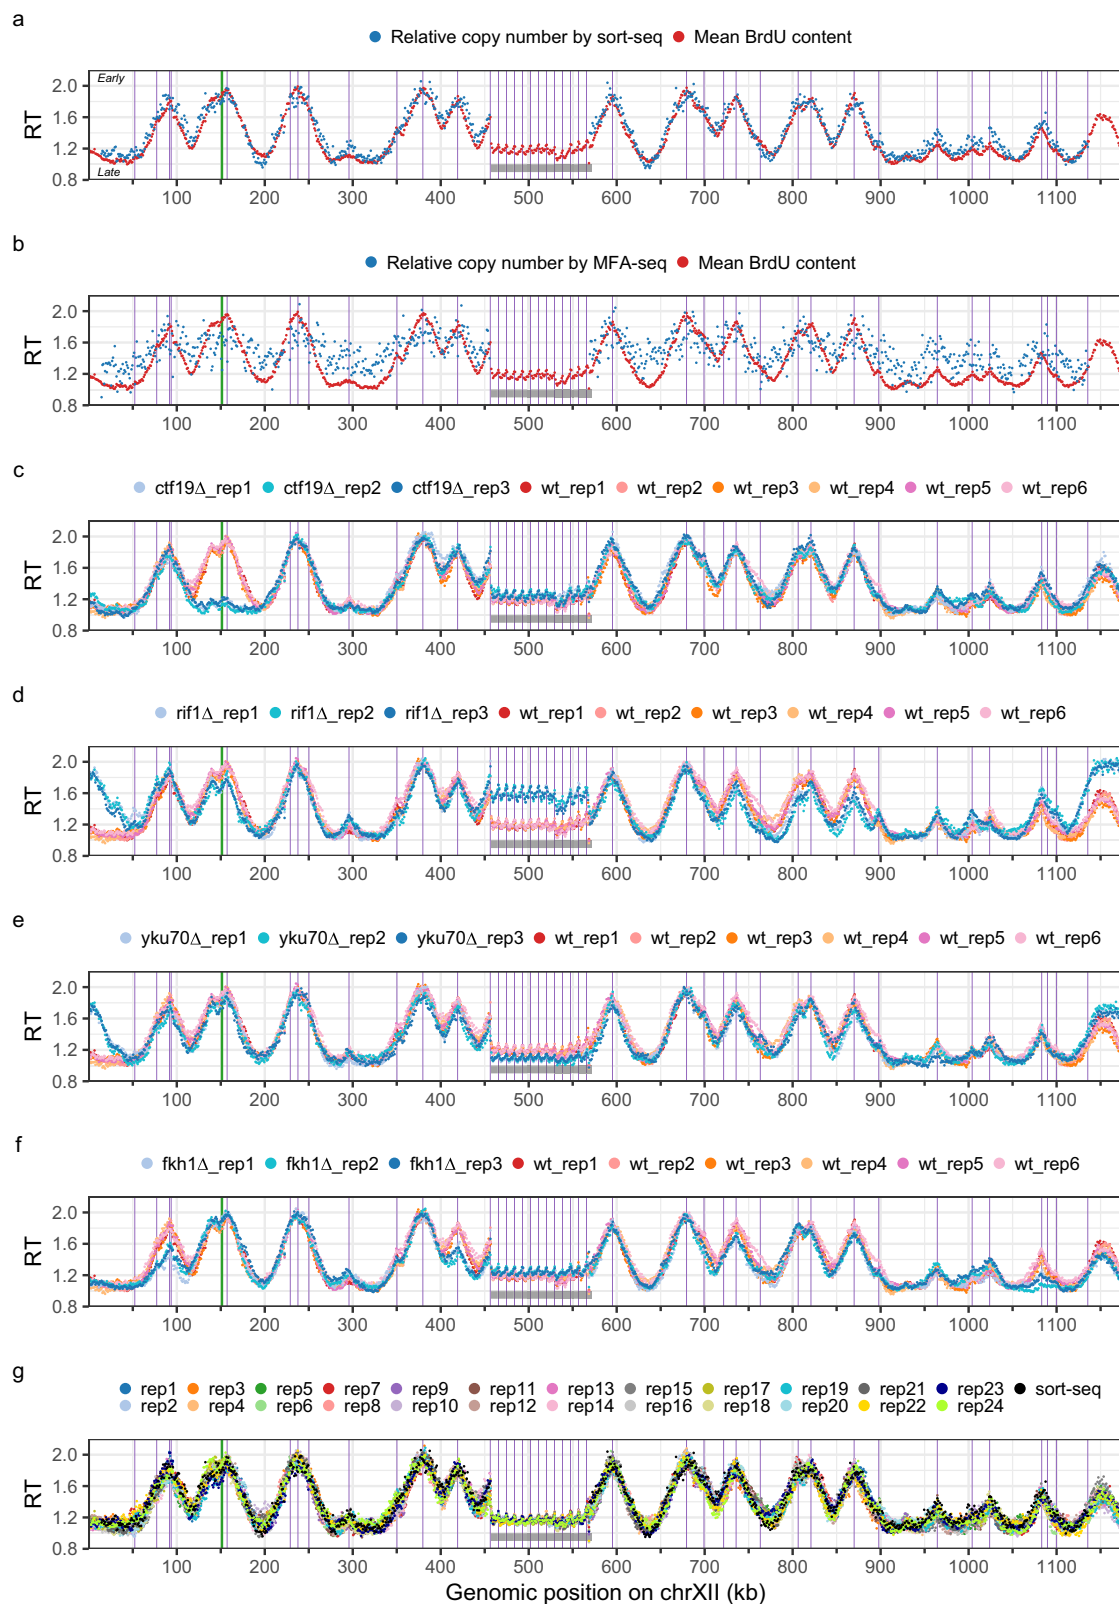 a
Relative copy number by sort-seq Mean BrdU content
RT
2.0
1.6
1.2
0.8
Early
Late
100 200 300 400 500 600 700 800 900 1000 1100
b
Relative copy number by MFA-seq Mean BrdU content
RT
2.0
1.6
1.2
0.8
100 200 300 400 500 600 700 800 900 1000 1100
c
ctf19Δ_rep1 ctf19Δ_rep2 ctf19Δ_rep3 wt_rep1 wt_rep2 wt_rep3 wt_rep4 wt_rep5 wt_rep6
RT
2.0
1.6
1.2
0.8
100 200 300 400 500 600 700 800 900 1000 1100
d
rif1Δ_rep1 rif1Δ_rep2 rif1Δ_rep3 wt_rep1 wt_rep2 wt_rep3 wt_rep4 wt_rep5 wt_rep6
RT
2.0
1.6
1.2
0.8
100 200 300 400 500 600 700 800 900 1000 1100
e
yku70Δ_rep1 yku70Δ_rep2 yku70Δ_rep3 wt_rep1 wt_rep2 wt_rep3 wt_rep4 wt_rep5 wt_rep6
RT
2.0
1.6
1.2
0.8
100 200 300 400 500 600 700 800 900 1000 1100
f
fkh1Δ_rep1 fkh1Δ_rep2 fkh1Δ_rep3 wt_rep1 wt_rep2 wt_rep3 wt_rep4 wt_rep5 wt_rep6
RT
2.0
1.6
1.2
0.8
100 200 300 400 500 600 700 800 900 1000 1100
g
rep1 rep3 rep5 rep7 rep9 rep11 rep13 rep15 rep17 rep19 rep21 rep23 sort-seq
rep2 rep4 rep6 rep8 rep10 rep12 rep14 rep16 rep18 rep20 rep22 rep24
RT
2.0
1.6
1.2
0.8
100 200 300 400 500 600 700 800 900 1000 1100
Genomic position on chrXII (kb)